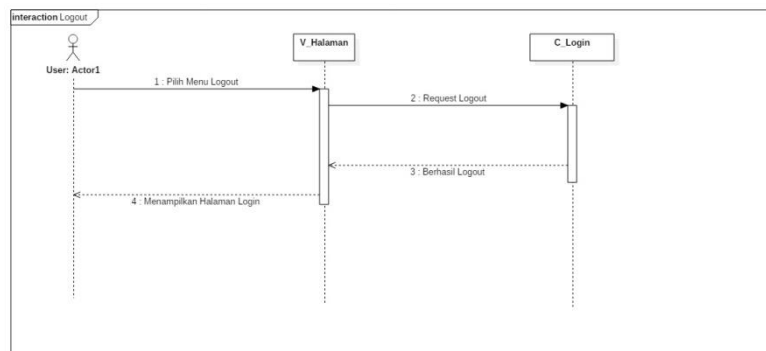 interaction Logout
User: Actor1
V_Halaman
C_Login
1 : Pilih Menu Logout
2 : Request Logout
3 : Berhasil Logout
4 : Menampilkan Halaman Login